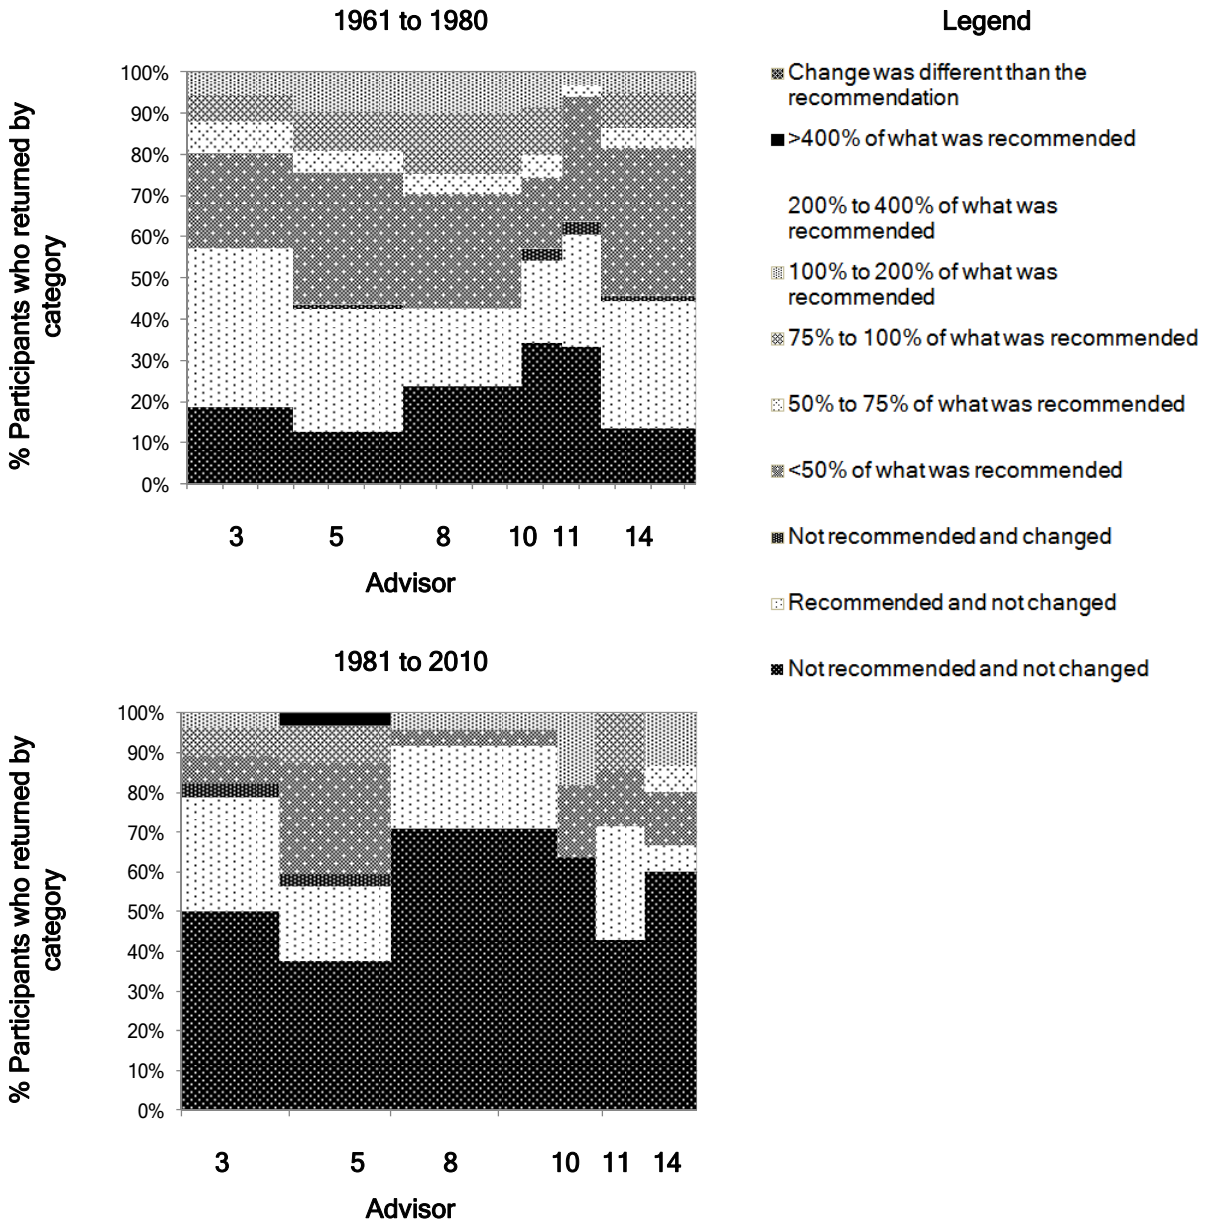 1961 to 1980
100%
90%
80%
70%
60%
50%
40%
30%
20%
10%
0%
% Participants who returned by
category
3 5 8 10 11 14
Advisor
Legend
Change was different than the
recommendation
>400% of what was recommended
200% to 400% of what was
recommended
100% to 200% of what was
recommended
75% to 100% of what was recommended
50% to 75% of what was recommended
<50% of what was recommended
Not recommended and changed
Recommended and not changed
Not recommended and not changed
1981 to 2010
100%
90%
80%
70%
60%
50%
40%
30%
20%
10%
0%
% Participants who returned by
category
3 5 8 10 11 14
Advisor